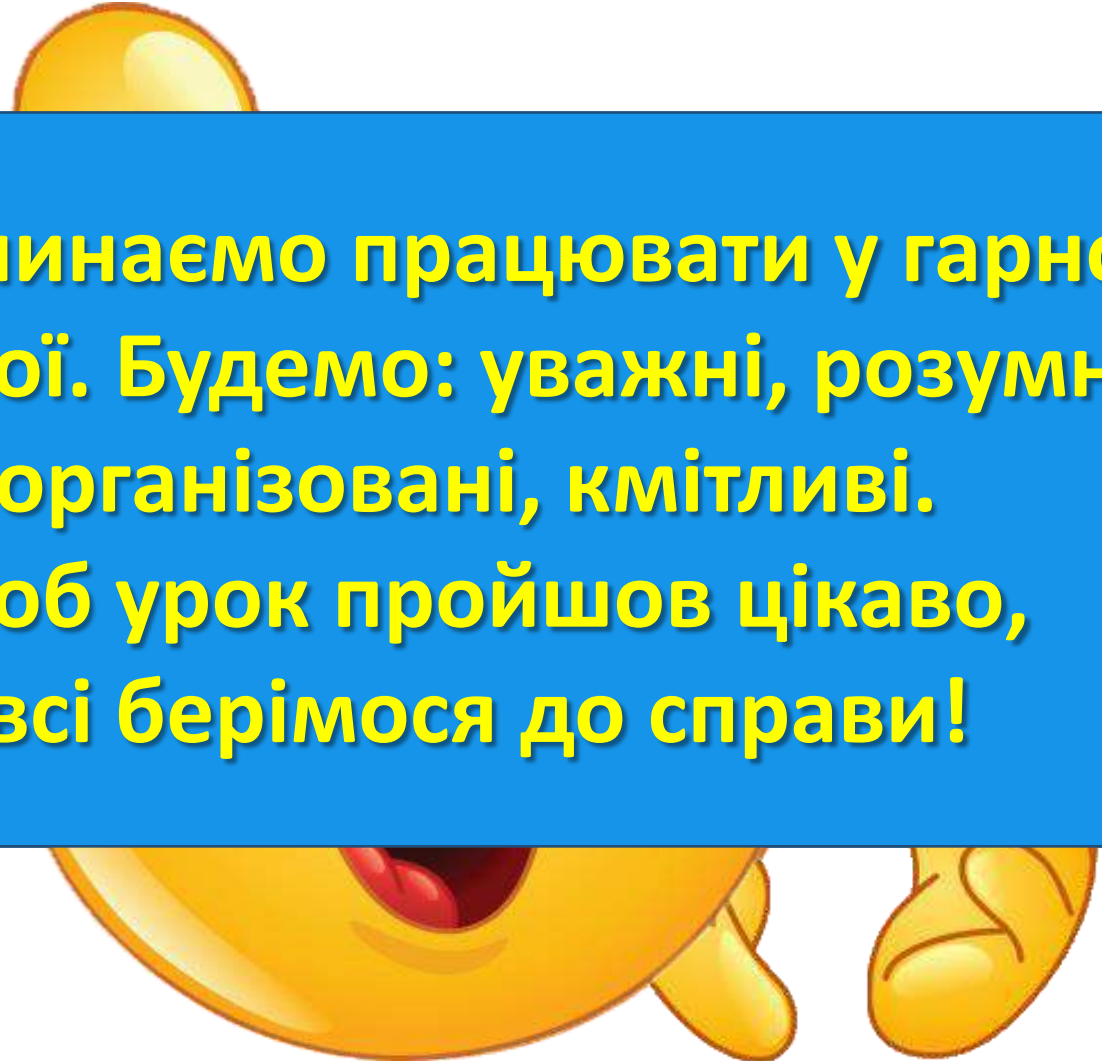 инаємо працювати у гарн
ої. Будемо: уважні, розумн
організовані, кмітливі.
об урок пройшов цікаво,
всі берімося до справи!